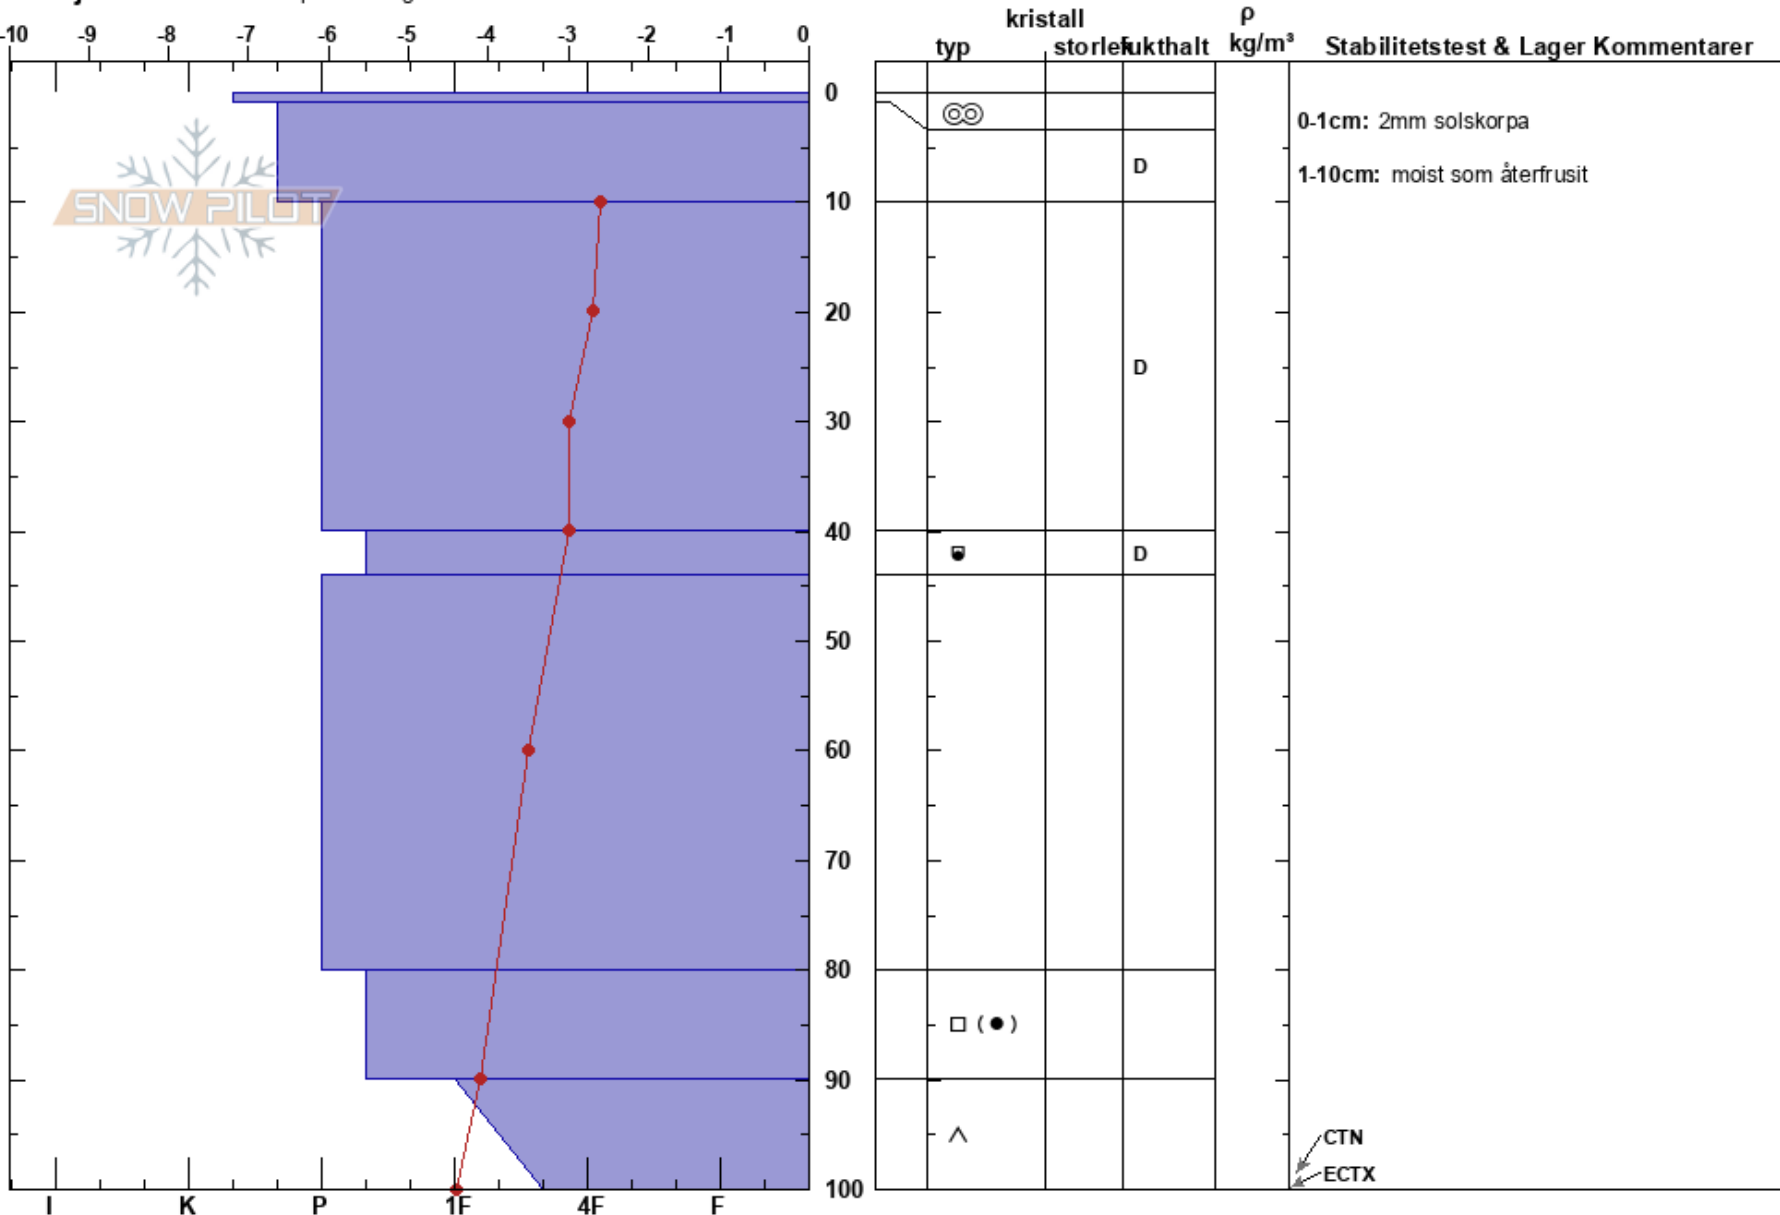 kristall ρ
-10 -9 -8 -7 -6 -5 -4 -3 -2 -1 0 typ storlek fukthalt kg/m³ Stabilitetstest & Lager Kommentarer
0
0-1cm: 2mm solskorpa
D
1-10cm: moist som återfrusit
SNOW PILOT
10
20
D
30
40
D
50
60
70
80
( )
90
CTN
ECTX
100
I K P 1F 4F F